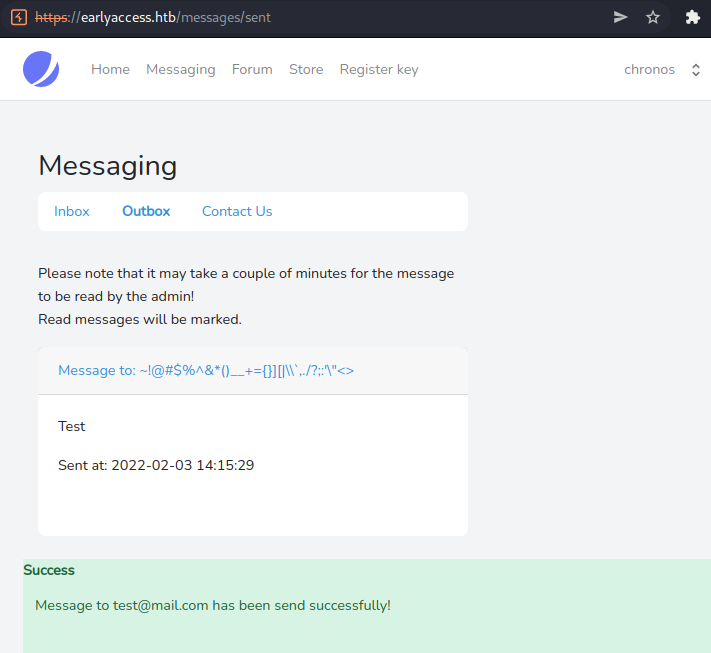 https://earlyaccess.htb/messages/sent
Home Messaging Forum Store Register key chronos
Messaging
Inbox Outbox Contact Us
Please note that it may take a couple of minutes for the message
to be read by the admin!
Read messages will be marked.
Message to: ~!@#$%^&*()__+={}][|\\`,./?;:'\"<>
Test
Sent at: 2022-02-03 14:15:29
Success
Message to test@mail.com has been send successfully!